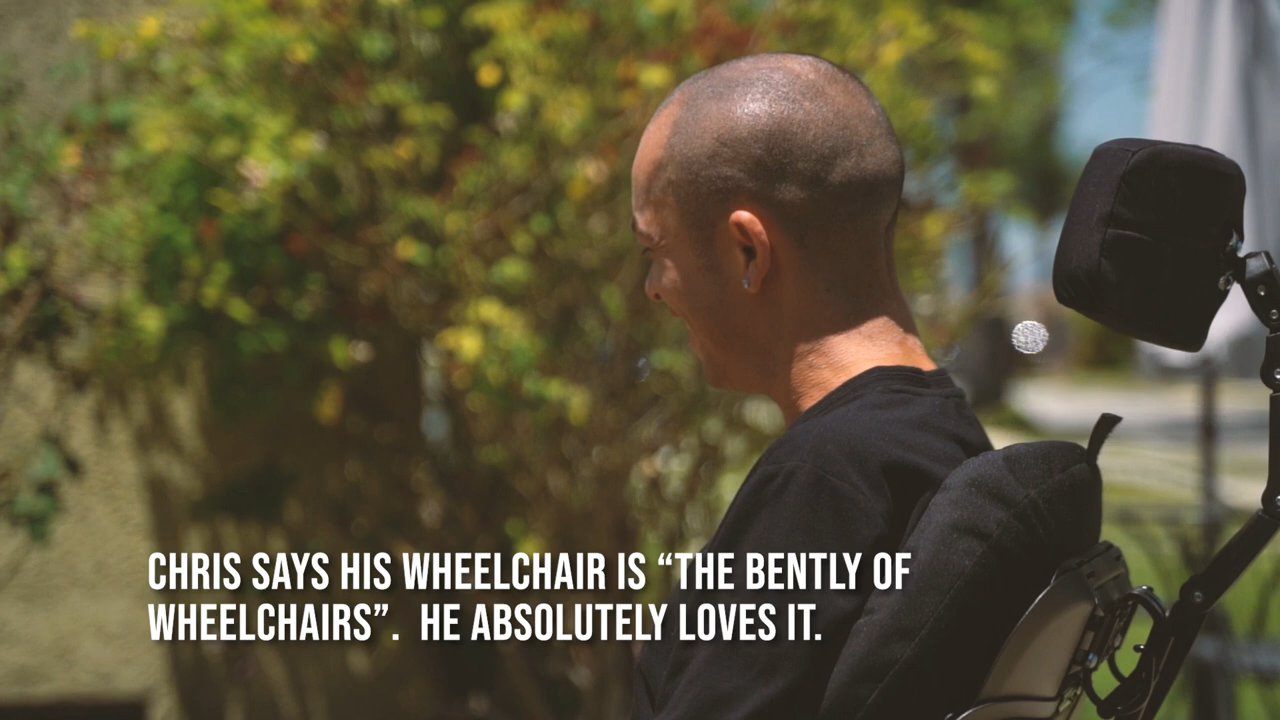 CHRIS SAYS HIS WHEELCHAIR IS “THE BENTLY OF
WHEELCHAIRS”.  HE ABSOLUTELY LOVES IT.